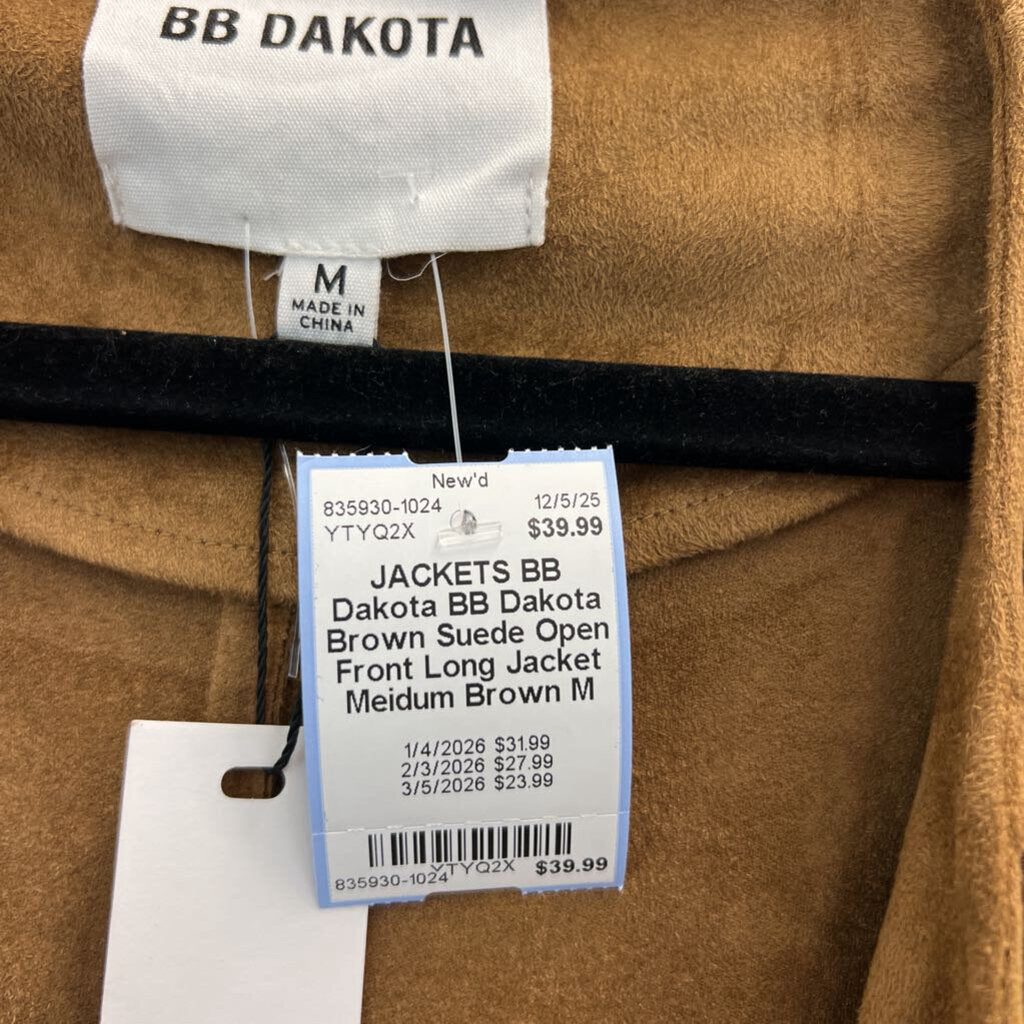 BB DAKOTA
M
MADE IN
CHINA
New'd
835930-1024 12/5/25
YTYQ2X $39.99
JACKETS BB
Dakota BB Dakota
Brown Suede Open
Front Long Jacket
Meidum Brown M
1/4/2026 $31.99
2/3/2026 $27.99
3/5/2026 $23.99
YTYQ2X $39.99
835930-1024